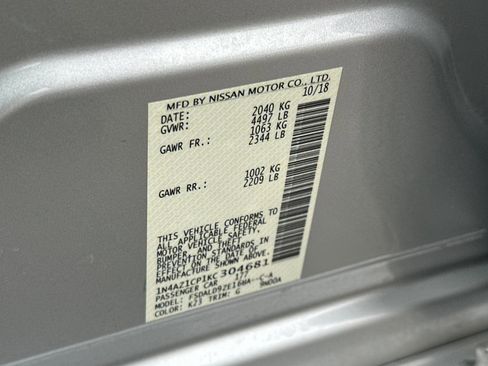 MFD BY NISSAN MOTOR CO., LTD.
DATE: 10/18
GVWR: 2040 KG
4497 LB
GAWR FR.: 1063 KG
2344 LB
GAWR RR.: 1002 KG
2209 LB
THIS VEHICLE CONFORMS TO
ALL APPLICABLE FEDERAL
MOTOR VEHICLE SAFETY,
BUMPER, AND THEFT
PREVENTION STANDARDS IN
EFFECT ON THE DATE OF
MANUFACTURE SHOWN ABOVE.
1N4AZ1CP1KC304681
PASSENGER CAR 177
MODEL:
COLOR: K23 TRIM: G